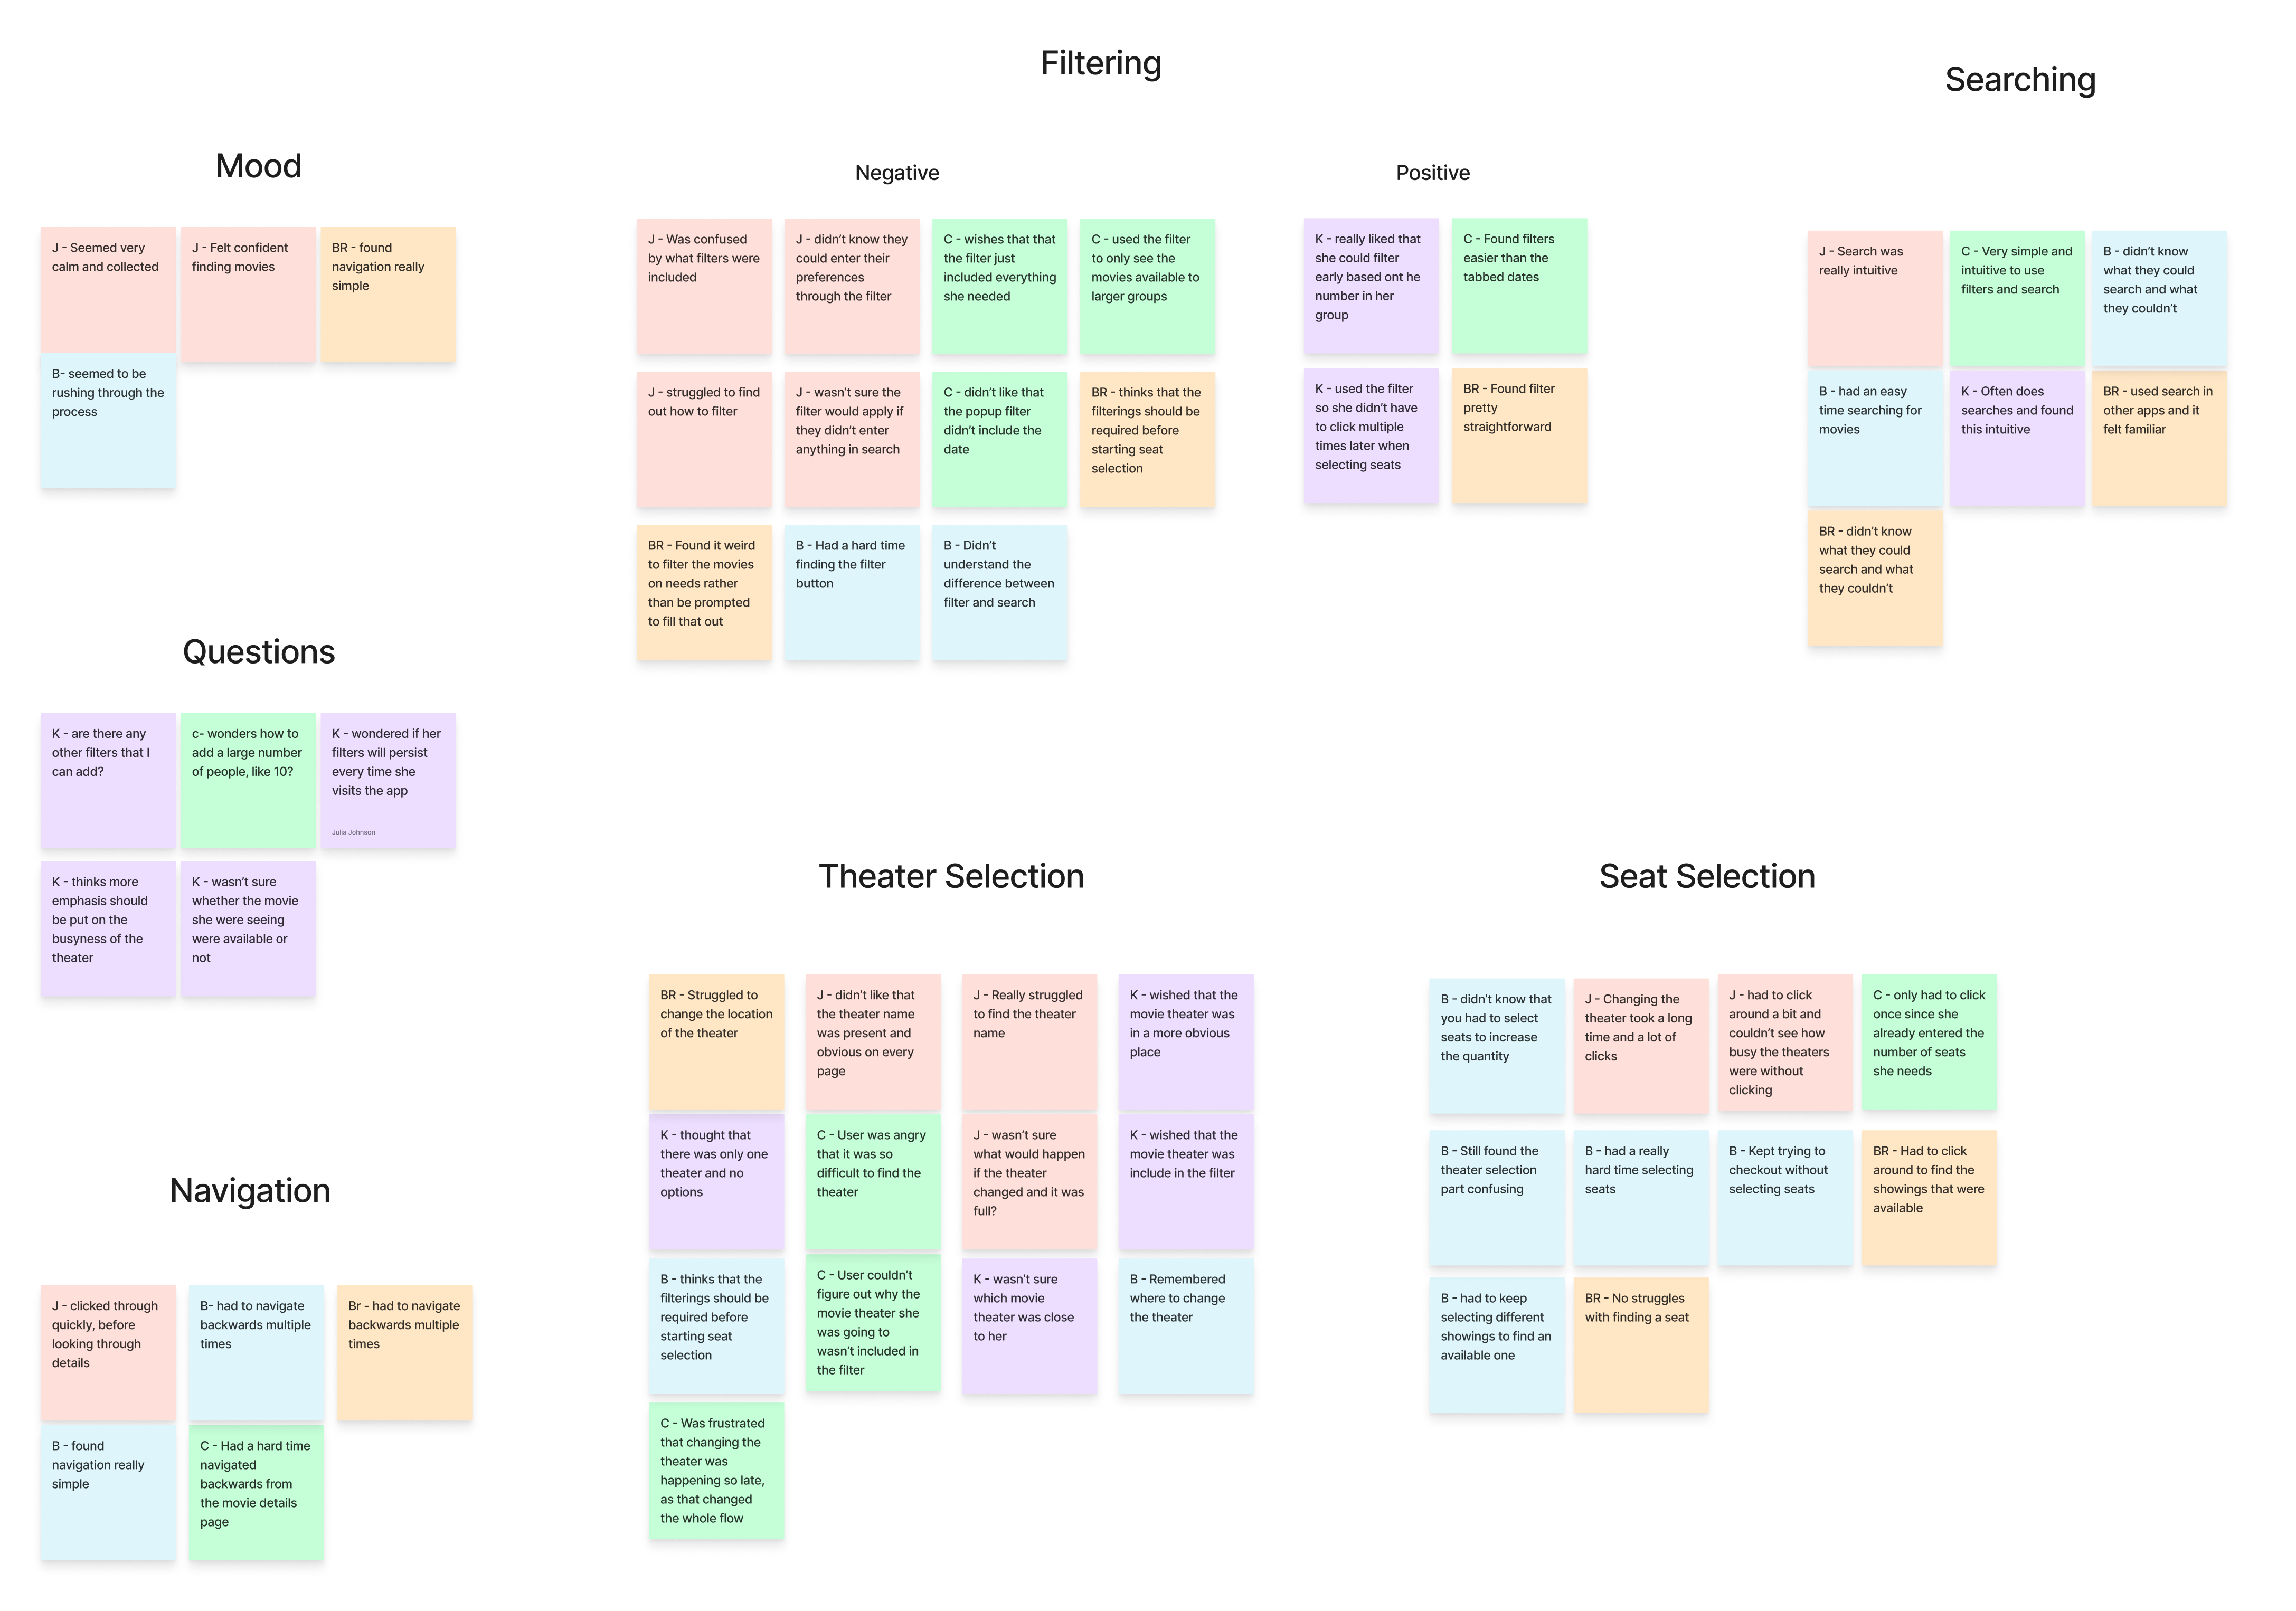 Mood
J - Seemed very
calm and collected
J - Felt confident
finding movies
BR - found
navigation really
simple
B- seemed to be
rushing through the
process
Questions
K - are there any
other filters that I
can add?
c- wonders how to
add a large number
of people, like 10?
K - wondered if her
filters will persist
every time she
visits the app
Julia Johnson
K - thinks more
emphasis should
be put on the
busyness of the
theater
K - wasn't sure
whether the movie
she were seeing
were available or
not
Navigation
J - clicked through
quickly, before
looking through
details
B- had to navigate
backwards multiple
times
Br - had to navigate
backwards multiple
times
B - found
navigation really
simple
C - Had a hard time
navigated
backwards from
the movie details
page
Filtering
Negative
J - Was confused
by what filters were
included
J - didn't know they
could enter their
preferences
through the filter
C - wishes that that
the filter just
included everything
she needed
C - used the filter
to only see the
movies available to
larger groups
J - struggled to find
out how to filter
J - wasn't sure the
filter would apply if
they didn't enter
anything in search
C - didn't like that
the popup filter
didn't include the
date
BR - thinks that the
filterings should be
required before
starting seat
selection
BR - Found it weird
to filter the movies
on needs rather
than be prompted
to fill that out
B - Had a hard time
finding the filter
button
B - Didn't
understand the
difference between
filter and search
Positive
K - really liked that
she could filter
early based ont he
number in her
group
C - Found filters
easier than the
tabbed dates
K - used the filter
so she didn't have
to click multiple
times later when
selecting seats
BR - Found filter
pretty
straightforward
Searching
J - Search was
really intuitive
C - Very simple and
intuitive to use
filters and search
B - didn't know
what they could
search and what
they couldn't
B - had an easy
time searching for
movies
K - Often does
searches and found
this intuitive
BR - used search in
other apps and it
felt familiar
BR - didn't know
what they could
search and what
they couldn't
Theater Selection
BR - Struggled to
change the location
of the theater
J - didn't like that
the theater name
was present and
obvious on every
page
J - Really struggled
to find the theater
name
K - wished that the
movie theater was
in a more obvious
place
K - thought that
there was only one
theater and no
options
C - User was angry
that it was so
difficult to find the
theater
J - wasn't sure
what would happen
if the theater
changed and it was
full?
K - wished that the
movie theater was
include in the filter
B - thinks that the
filterings should be
required before
starting seat
selection
C - User couldn't
figure out why the
movie theater she
was going to
wasn't included in
the filter
K - wasn't sure
which movie
theater was close
to her
B - Remembered
where to change
the theater
C - Was frustrated
that changing the
theater was
happening so late,
as that changed
the whole flow
Seat Selection
B - didn't know that
you had to select
seats to increase
the quantity
J - Changing the
theater took a long
time and a lot of
clicks
J - had to click
around a bit and
couldn't see how
busy the theaters
were without
clicking
C - only had to click
once since she
already entered the
number of seats
she needs
B - Still found the
theater selection
part confusing
B - had a really
hard time selecting
seats
B - Kept trying to
checkout without
selecting seats
BR - Had to click
around to find the
showings that were
available
B - had to keep
selecting different
showings to find an
available one
BR - No struggles
with finding a seat